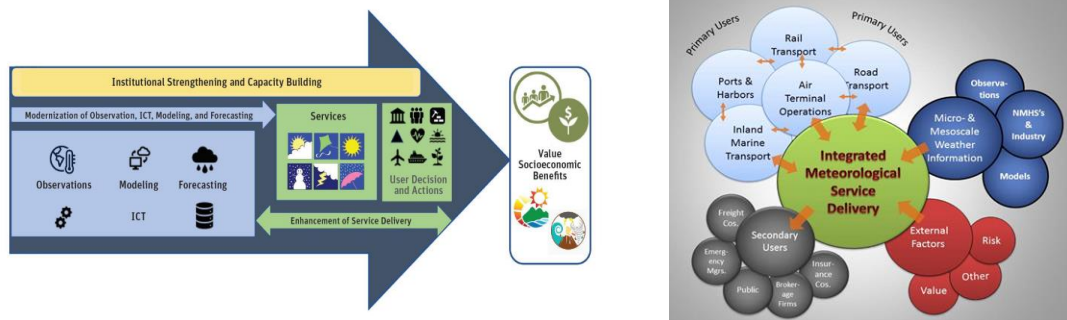 Institutional Strengthening and Capacity Building
Modernization of Observation, ICT, Modeling, and Forecasting
Observations
Modeling
Forecasting
ICT
Services
User Decision
and Actions
Enhancement of Service Delivery
Value
Socioeconomic
Benefits
Primary Users
Primary Users
Rail
Transport
Ports &
Harbors
Road
Transport
Air
Terminal
Operations
Inland
Marine
Transport
Integrated
Meteorological
Service
Delivery
Observa-
tions
Micro- &
Mesoscale
Weather
Information
NMHS's
&
Industry
Models
Freight
Cos.
Secondary
Users
Emerg-
ency
Mgrs.
Public
Broker-
age
Firms
Insur-
ance
Cos.
External
Factors
Risk
Other
Value